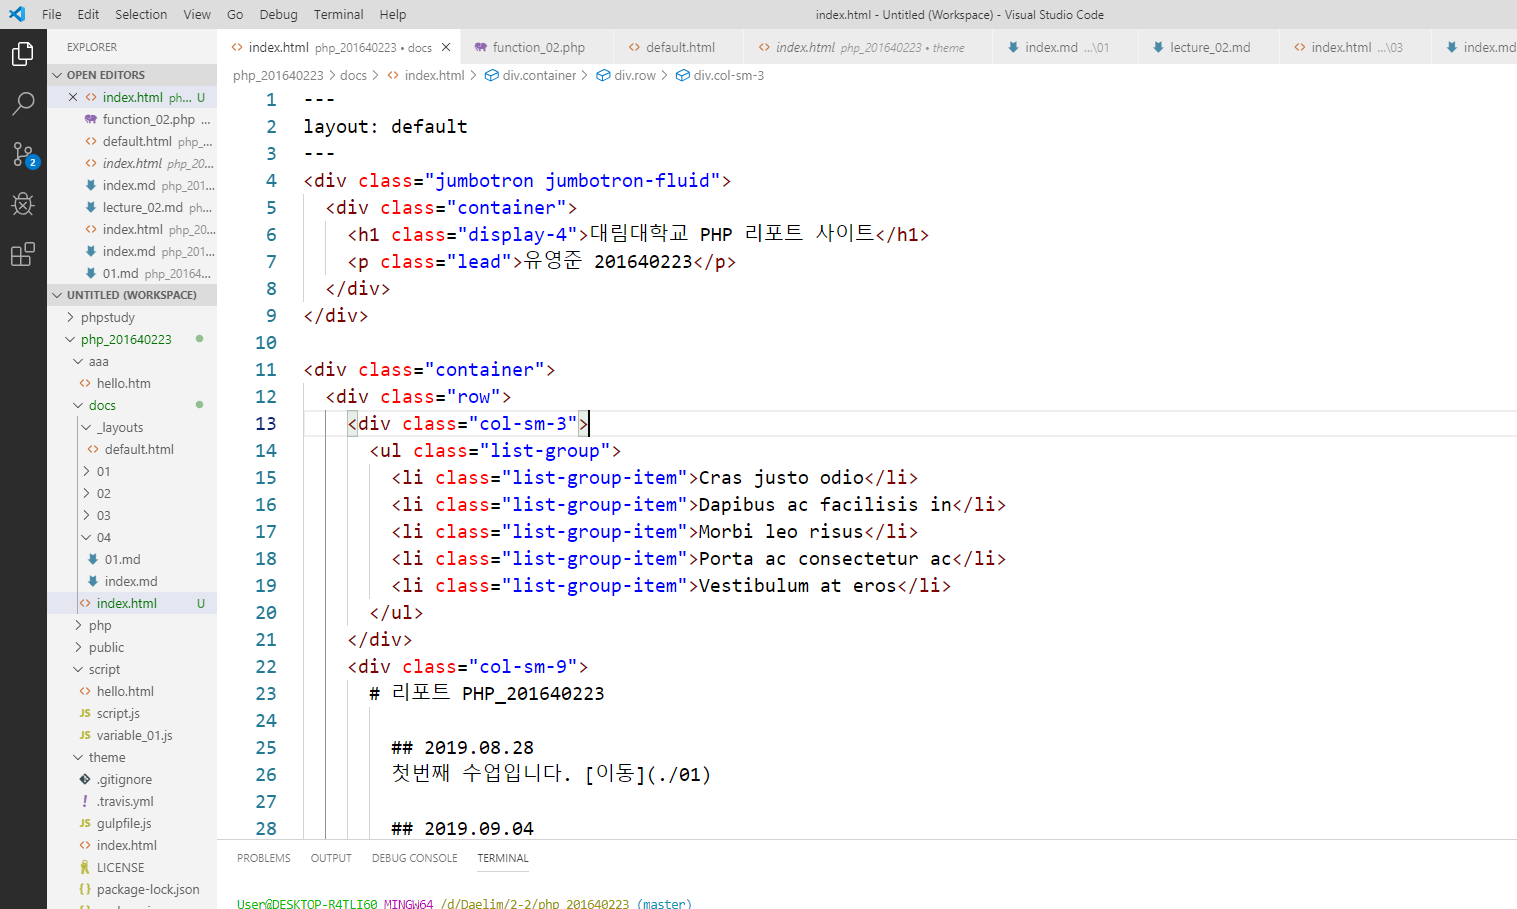 File Edit Selection View Go Debug Terminal Help
index.html - Untitled (Workspace) - Visual Studio Code
EXPLORER
index.html php_201640223 • docs
function_02.php
default.html
index.html php_201640223 • theme
index.md ...\01
lecture_02.md
index.html ...\03
index.md
OPEN EDITORS
php_201640223 > docs > index.html > div.container > div.row > div.col-sm-3
index.html ph... U
function_02.php ...
default.html php_...
index.html php_20...
index.md php_201...
lecture_02.md ph...
index.html php_20...
index.md php_201...
01.md php_20164...
UNTITLED (WORKSPACE)
phpstudy
php_201640223
aaa
hello.htm
docs
_layouts
default.html
01
02
03
04
01.md
index.md
index.html U
php
public
script
hello.html
script.js
variable_01.js
theme
.gitignore
.travis.yml
gulpfile.js
index.html
LICENSE
package-lock.json
2
1 ---
2 layout: default
3 ---
4 <div class="jumbotron jumbotron-fluid">
5 <div class="container">
6 <h1 class="display-4">대림대학교 PHP 리포트 사이트</h1>
7 <p class="lead">유영준 201640223</p>
8 </div>
9 </div>
10
11 <div class="container">
12 <div class="row">
13 <div class="col-sm-3">
14 <ul class="list-group">
15 <li class="list-group-item">Cras justo odio</li>
16 <li class="list-group-item">Dapibus ac facilisis in</li>
17 <li class="list-group-item">Morbi leo risus</li>
18 <li class="list-group-item">Porta ac consectetur ac</li>
19 <li class="list-group-item">Vestibulum at eros</li>
20 </ul>
21 </div>
22 <div class="col-sm-9">
23 # 리포트 PHP_201640223
24
25 ## 2019.08.28
26 첫번째 수업입니다. [이동](./01)
27
28 ## 2019.09.04
PROBLEMS OUTPUT DEBUG CONSOLE TERMINAL
User@DESKTOP-R4TLI60 MINGW64 /d/Daelim/2-2/php_201640223 (master)